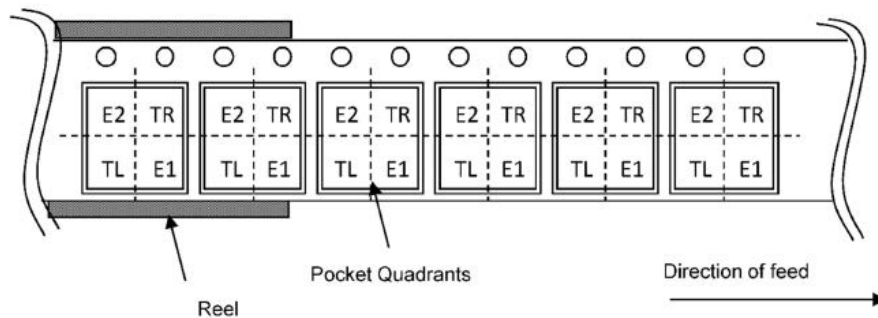 E2 TR E2 TR E2 TR E2 TR E2 TR E2 TR
TL E1 TL E1 TL E1 TL E1 TL E1 TL E1
Pocket Quadrants
Direction of feed
Reel